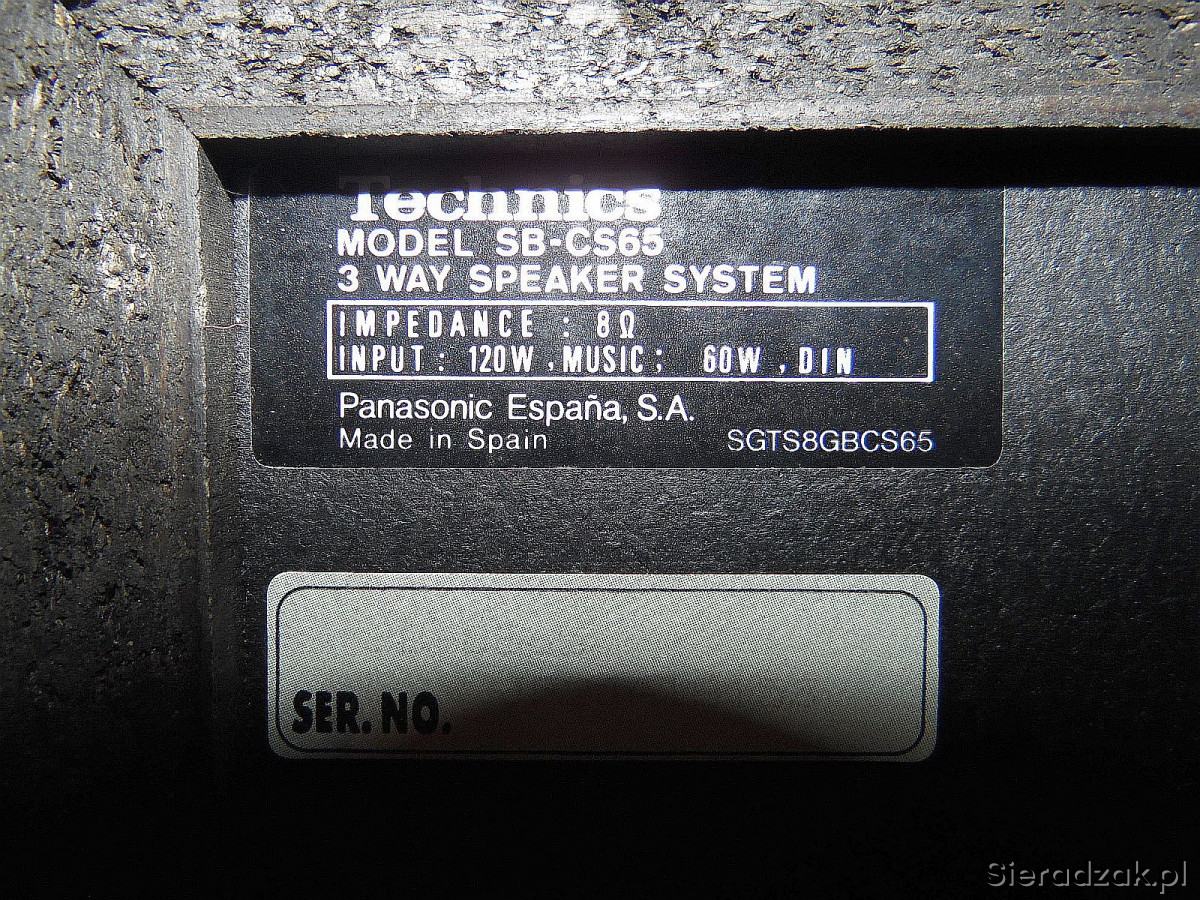 Technics
MODEL SB-CS65
3 WAY SPEAKER SYSTEM
IMPEDANCE : 8Ω
INPUT : 120W , MUSIC ; 60W , DIN
Panasonic España, S.A.
Made in Spain SGTS8GBCS65
SER. NO.
Sieradzak.pl